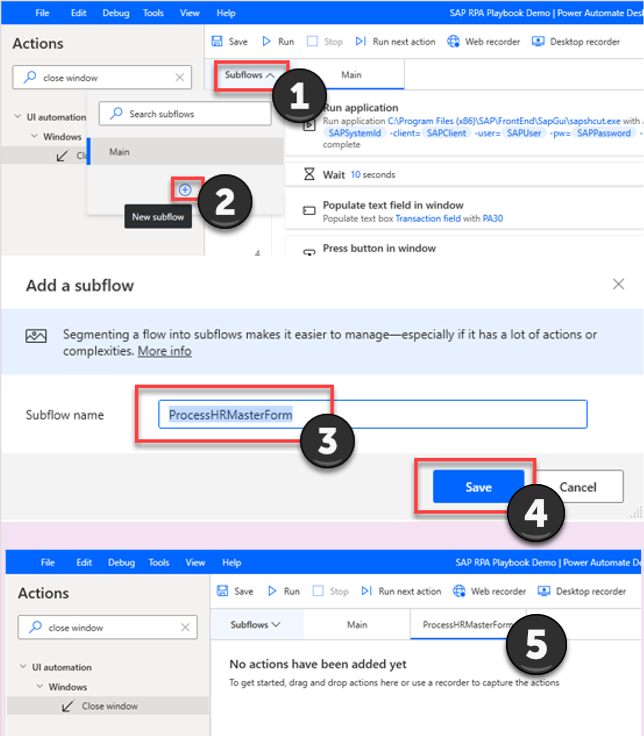 File Edit Debug Tools View Help SAP RPA Playbook Demo | Power Automate Des
Actions
Save Run Stop Run next action Web recorder Desktop recorder
close window
Subflows Main
1
Search subflows
UI automation
Windows
Main
2
New subflow
Run application
Run application C:\Program Files (x86)\SAP\FrontEnd\SapGui\sapshcut.exe with
SAPSystemId -client= SAPClient -user= SAPUser -pw= SAPPassword -
complete
Wait 10 seconds
Populate text field in window
Populate text box Transaction field with PA30
4
Press button in window
Add a subflow
Segmenting a flow into subflows makes it easier to manage—especially if it has a lot of actions or
complexities. More info
Subflow name ProcessHRMasterForm
3
Save Cancel
4
File Edit Debug Tools View Help SAP RPA Playbook Demo | Power Automate D
Actions
Save Run Stop Run next action Web recorder Desktop recorder
close window
Subflows Main ProcessHRMasterForm
5
No actions have been added yet
To get started, drag and drop actions here or use a recorder to capture the actions
UI automation
Windows
Close window